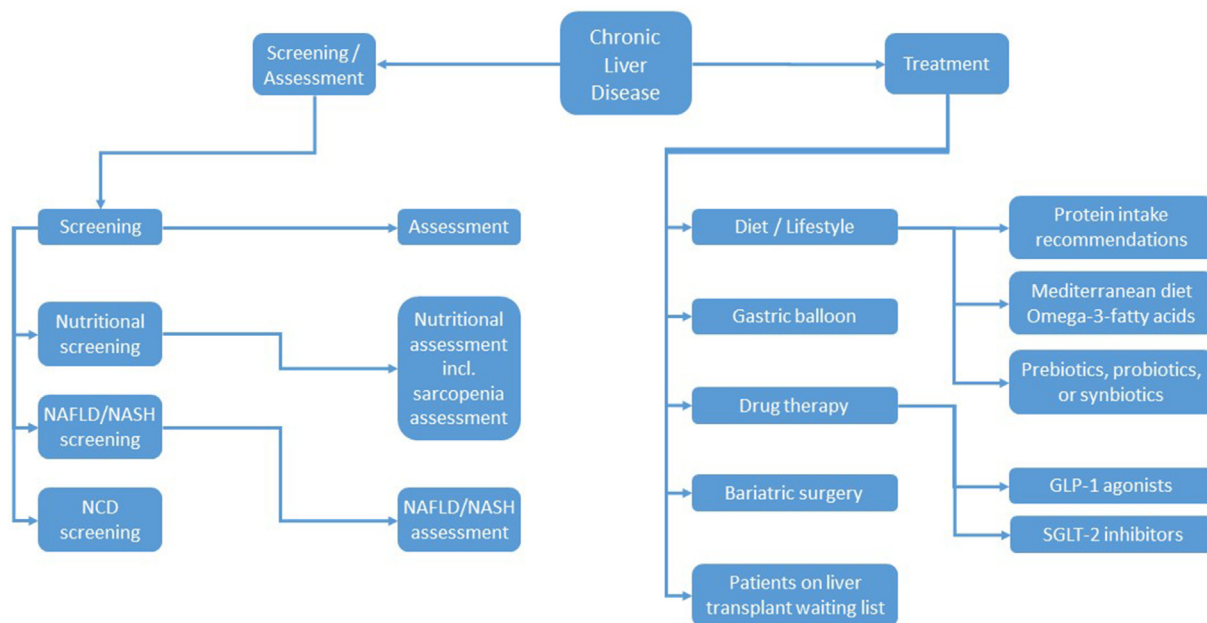 Chronic
Liver
Disease
Screening /
Assessment
Treatment
Screening
Assessment
Nutritional
screening
Nutritional
assessment
incl.
sarcopenia
assessment
NAFLD/NASH
screening
NCD
screening
NAFLD/NASH
assessment
Diet / Lifestyle
Protein intake
recommendations
Mediterranean diet
Omega-3-fatty acids
Prebiotics, probiotics,
or synbiotics
Gastric balloon
Drug therapy
GLP-1 agonists
SGLT-2 inhibitors
Bariatric surgery
Patients on liver
transplant waiting list